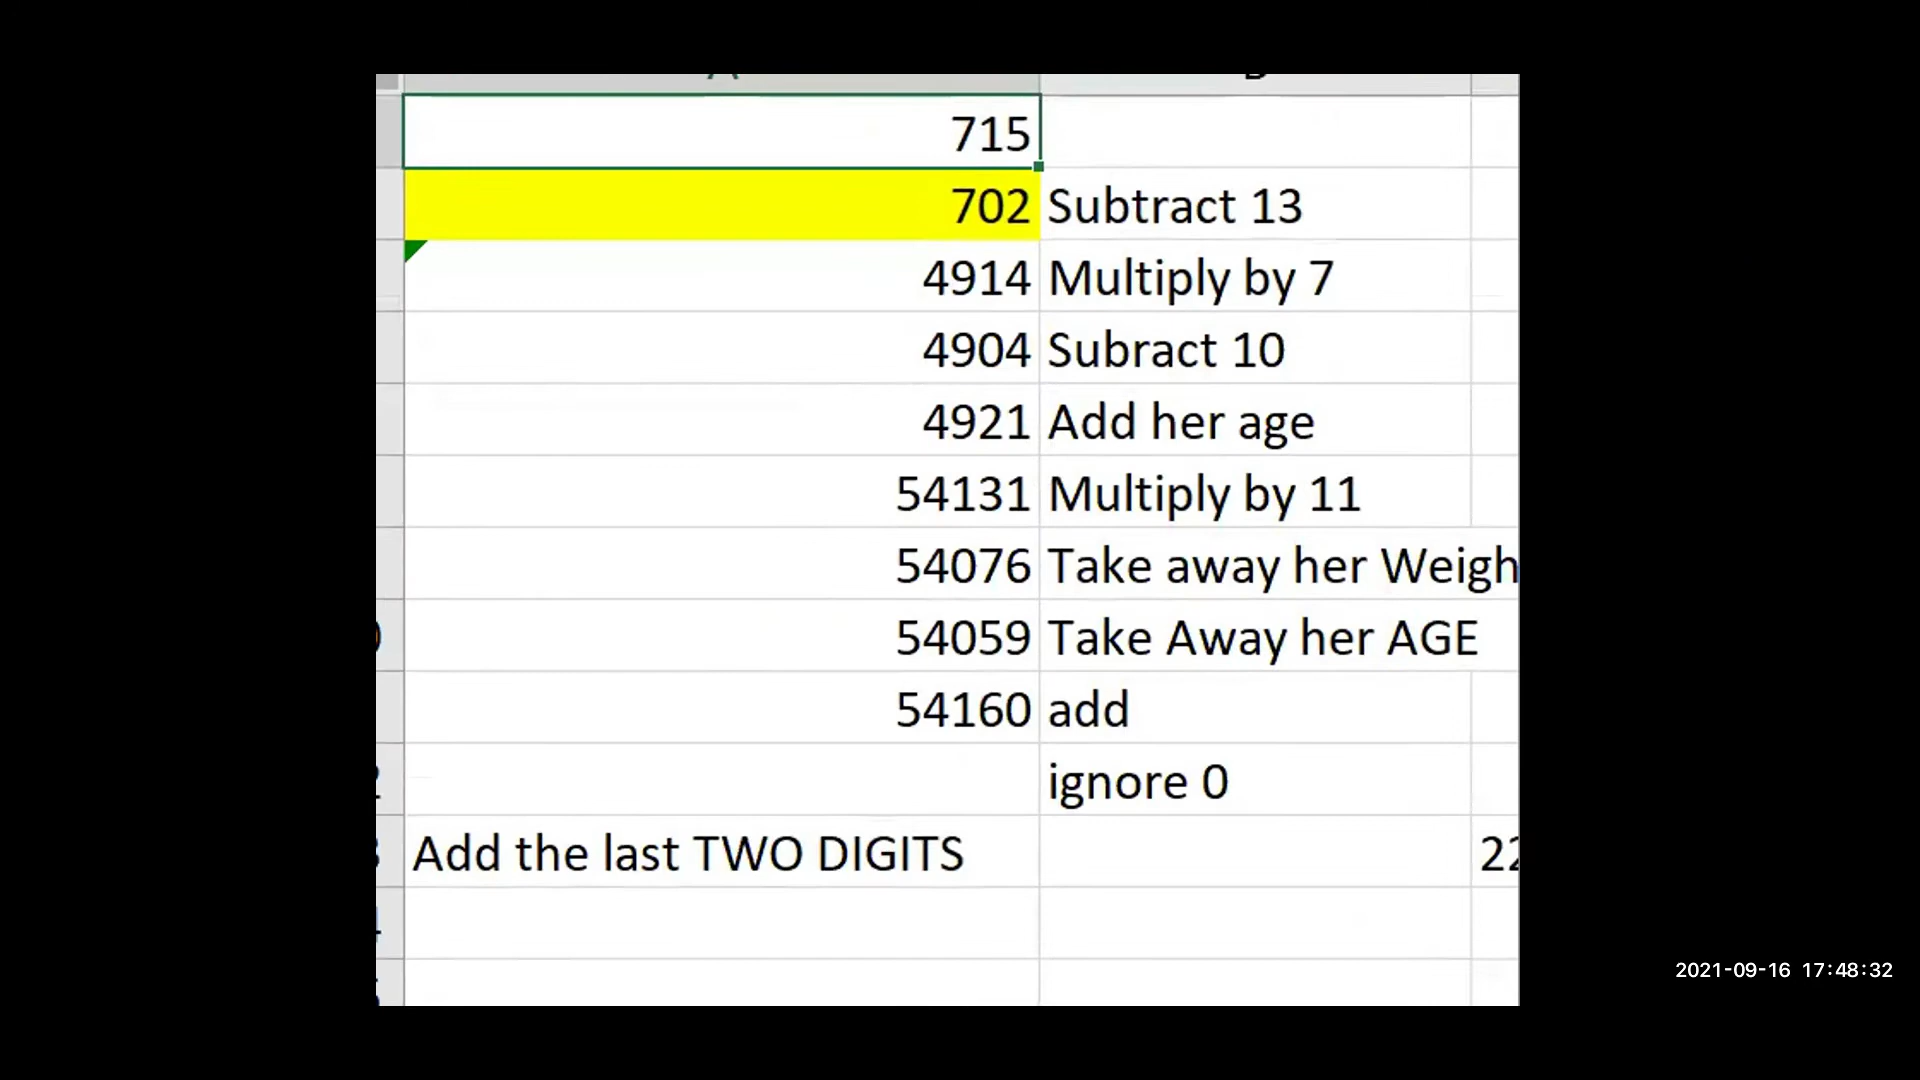 715
702 Subtract 13
4914 Multiply by 7
4904 Subract 10
4921 Add her age
54131 Multiply by 11
54076 Take away her Weigh
54059 Take Away her AGE
54160 add
ignore 0
Add the last TWO DIGITS 22
2021-09-16 17:48:32